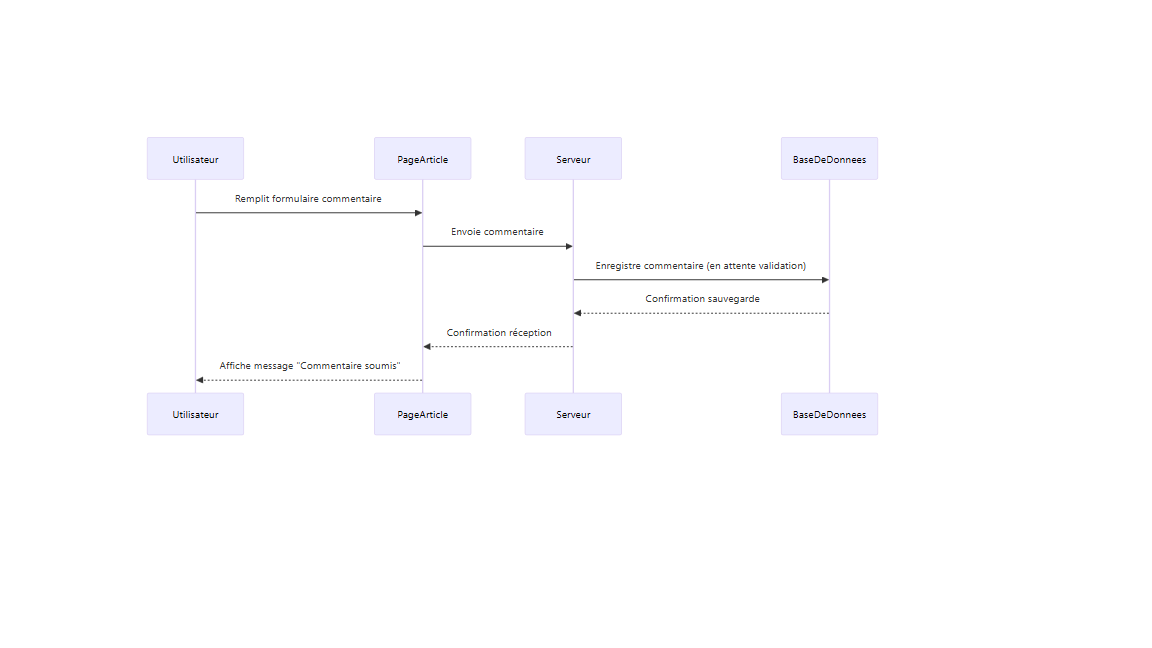 Utilisateur
PageArticle
Serveur
BaseDeDonnees
Remplit formulaire commentaire
Envoie commentaire
Enregistre commentaire (en attente validation)
Confirmation sauvegarde
Confirmation réception
Affiche message "Commentaire soumis"
Utilisateur
PageArticle
Serveur
BaseDeDonnees